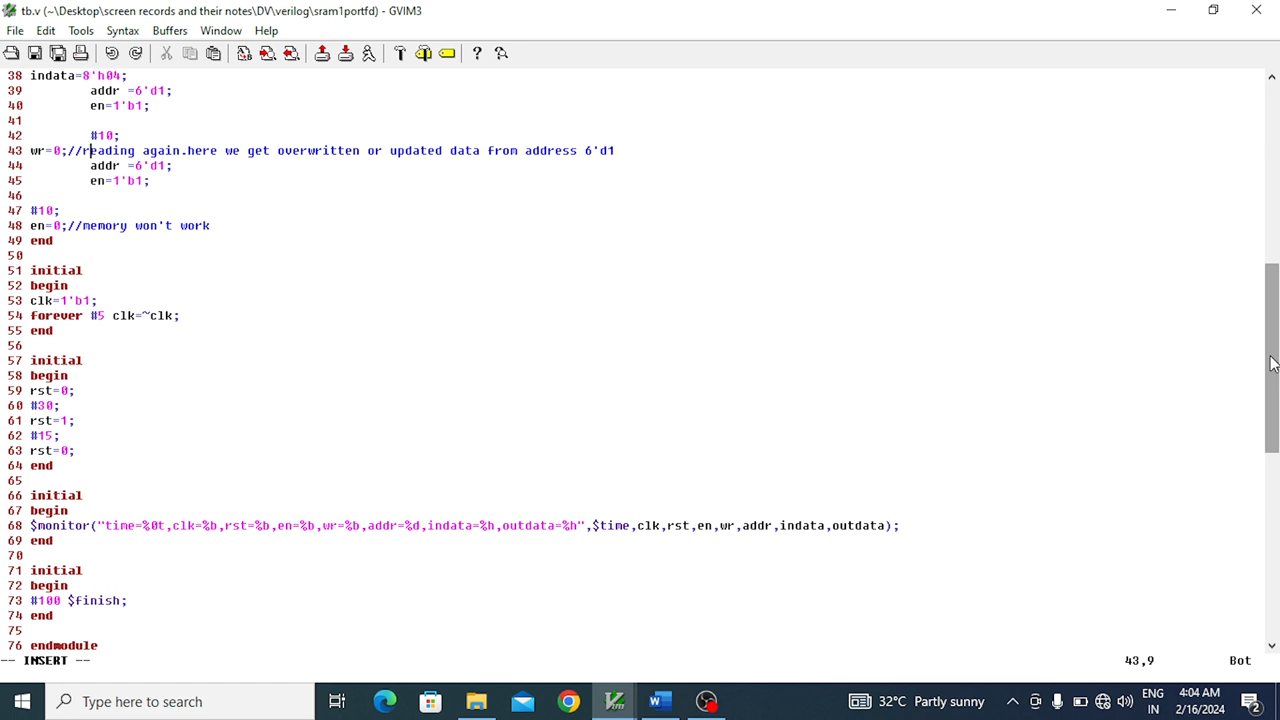 tb.v (~\Desktop\screen records and their notes\DV\verilog\sram1portfd) - GVIM3
File Edit Tools Syntax Buffers Window Help
38 indata=8'h04;
39 addr =6'd1;
40 en=1'b1;
41
42 #10;
43 wr=0;//reading again.here we get overwritten or updated data from address 6'd1
44 addr =6'd1;
45 en=1'b1;
46
47 #10;
48 en=0;//memory won't work
49 end
50
51 initial
52 begin
53 clk=1'b1;
54 forever #5 clk=~clk;
55 end
56
57 initial
58 begin
59 rst=0;
60 #30;
61 rst=1;
62 #15;
63 rst=0;
64 end
65
66 initial
67 begin
68 $monitor("time=%0t,clk=%b,rst=%b,en=%b,wr=%b,addr=%d,indata=%h,outdata=%h",$time,clk,rst,en,wr,addr,indata,outdata);
69 end
70
71 initial
72 begin
73 #100 $finish;
74 end
75
76 endmodule
-- INSERT -- 43,9 Bot
Type here to search 32°C Partly sunny ENG IN 4:04 AM 2/16/2024 2